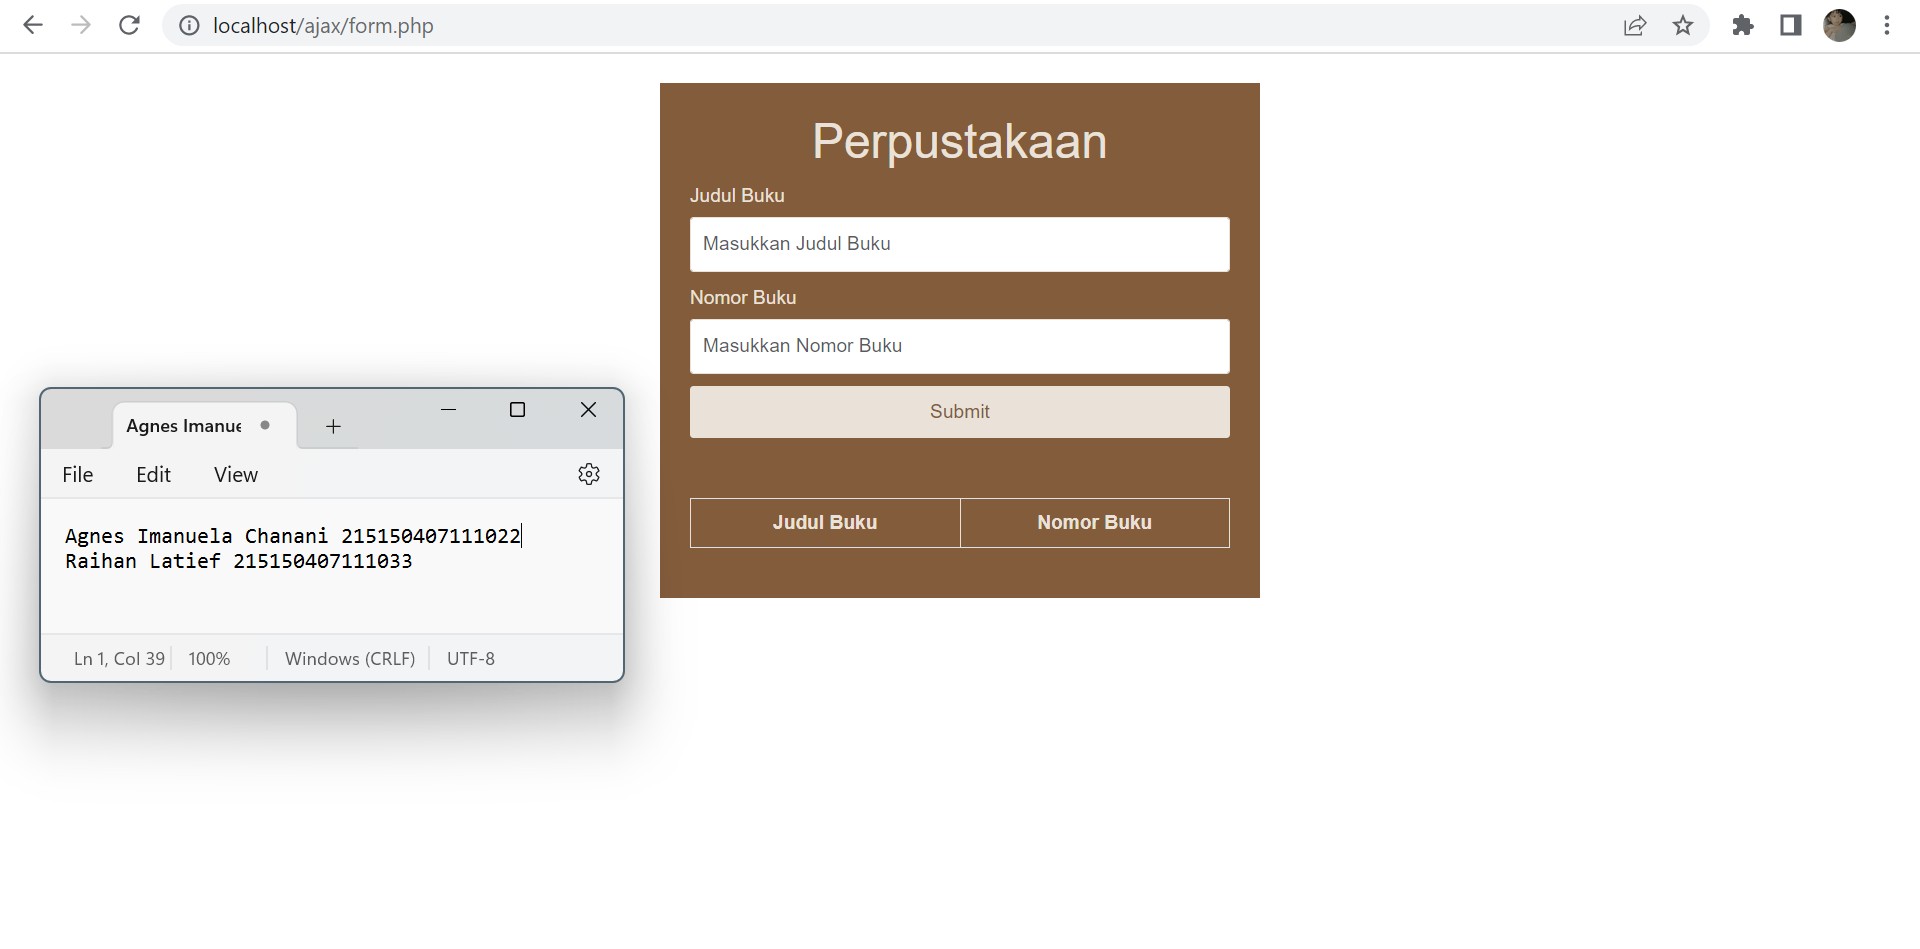 localhost/ajax/form.php
Perpustakaan
Judul Buku
Masukkan Judul Buku
Nomor Buku
Masukkan Nomor Buku
Submit
Judul Buku Nomor Buku
Agnes Imanue
File Edit View
Agnes Imanuela Chanani 215150407111022
Raihan Latief 215150407111033
Ln 1, Col 39 100% Windows (CRLF) UTF-8